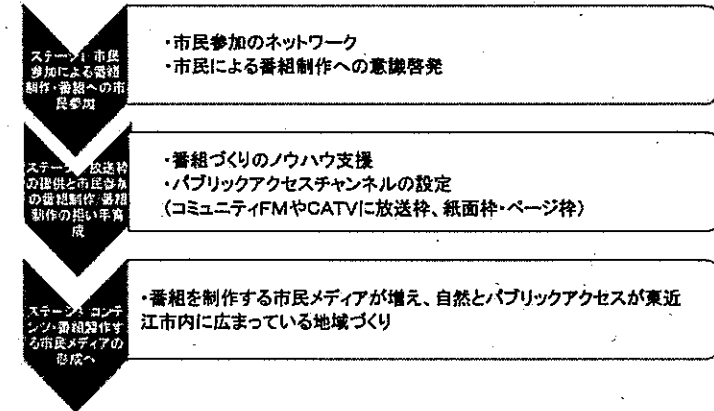 ステージ1 市民
参加による番組
制作・番組への市
民参加
・市民参加のネットワーク
・市民による番組制作への意識啓発
ステージ2 放送枠
の提供と市民参加
の番組制作・番組
制作の担い手育
成
・番組づくりのノウハウ支援
・パブリックアクセスチャンネルの設定
(コミュニティFMやCATVに放送枠、紙面枠・ページ枠)
ステージ3 コンテ
ンツ・番組製作す
る市民メディアの
形成へ
・番組を制作する市民メディアが増え、自然とパブリックアクセスが東近
江市内に広まっている地域づくり